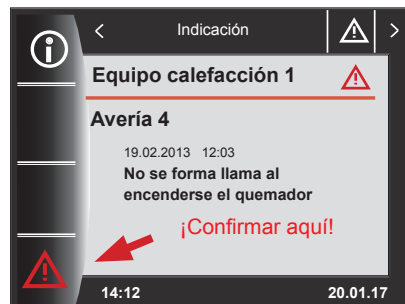 Indicación
Equipo calefacción 1
Avería 4
19.02.2013 12:03
No se forma llama al
encenderse el quemador
¡Confirmar aquí!
14:12 20.01.17